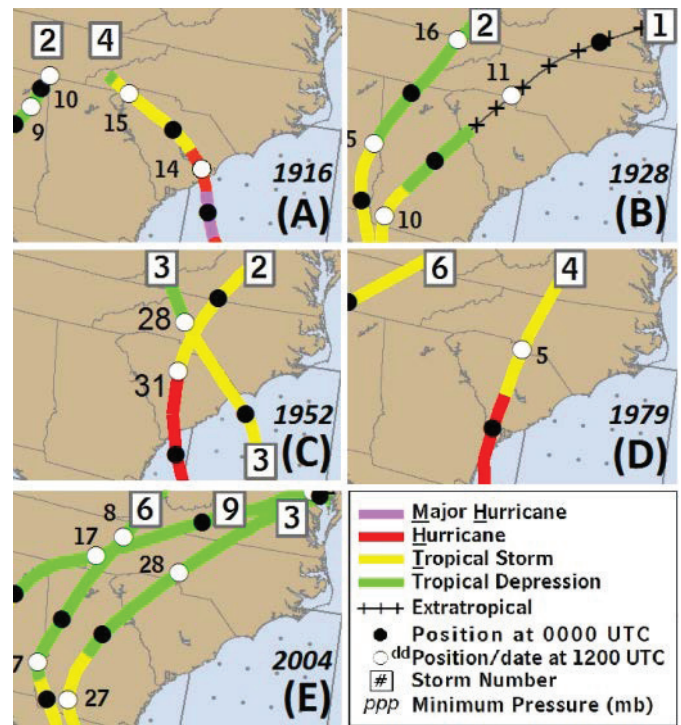 2
4
10
9
15
14
1916
(A)
16
2
1
11
5
10
1928
(B)
3
2
28
31
1952
(C)
3
6
4
5
1979
(D)
8
6
9
3
17
28
7
27
2004
(E)
Major Hurricane
Hurricane
Tropical Storm
Tropical Depression
Extratropical
Position at 0000 UTC
dd Position/date at 1200 UTC
# Storm Number
ppp Minimum Pressure (mb)